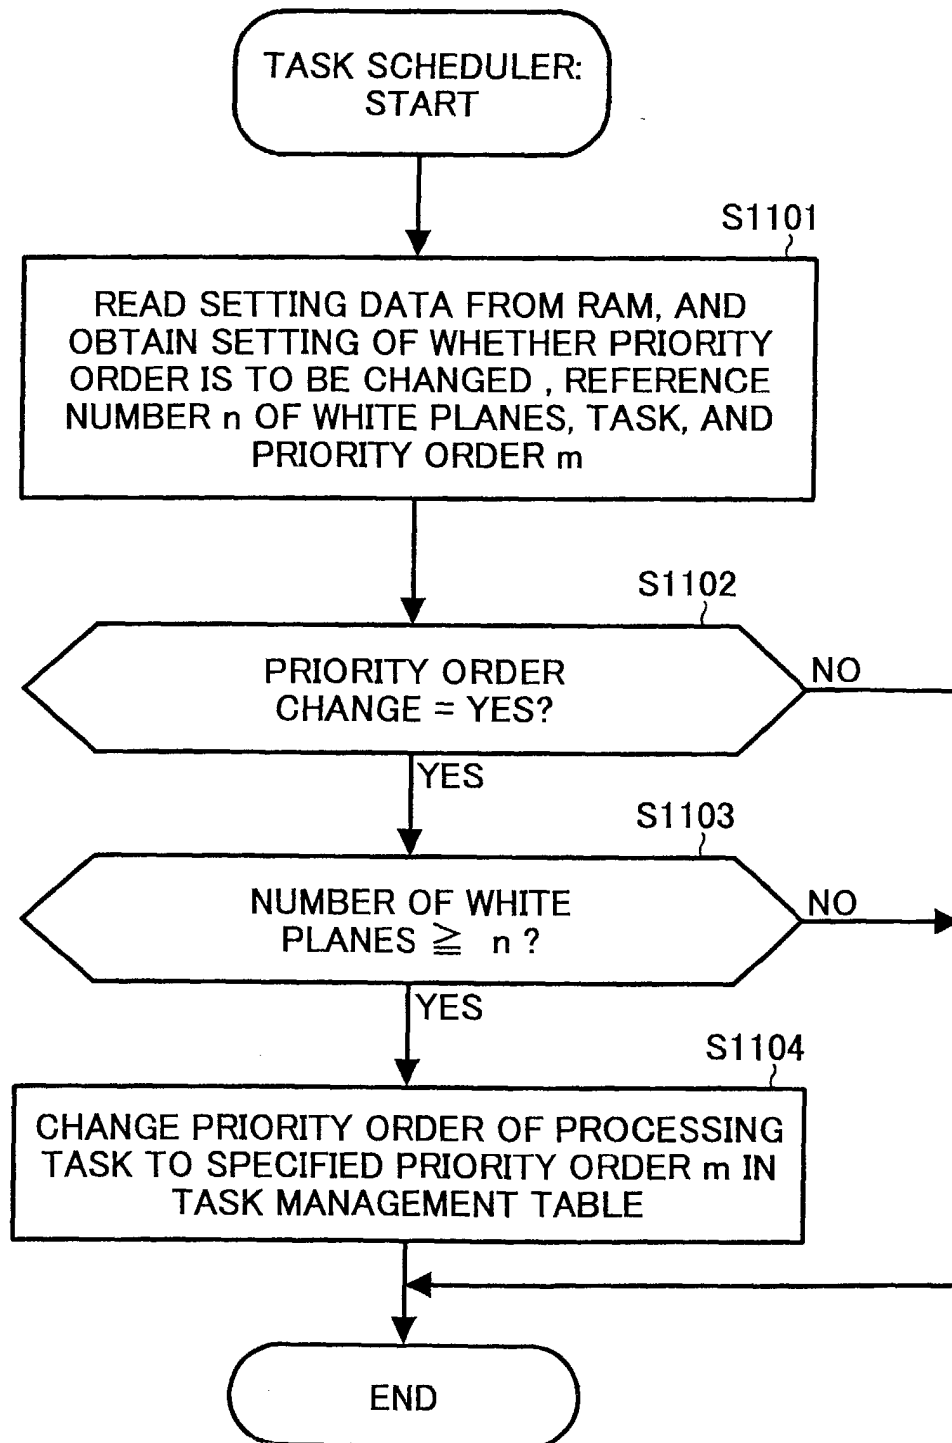 TASK SCHEDULER:
START
S1101
READ SETTING DATA FROM RAM, AND
OBTAIN SETTING OF WHETHER PRIORITY
ORDER IS TO BE CHANGED , REFERENCE
NUMBER n OF WHITE PLANES, TASK, AND
PRIORITY ORDER m
S1102
PRIORITY ORDER
CHANGE = YES?
NO
YES
S1103
NUMBER OF WHITE
PLANES ≧ n ?
NO
YES
S1104
CHANGE PRIORITY ORDER OF PROCESSING
TASK TO SPECIFIED PRIORITY ORDER m IN
TASK MANAGEMENT TABLE
END